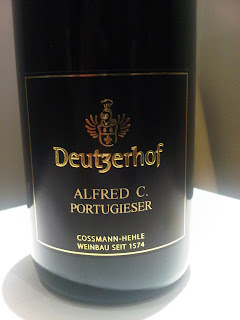 Deutzerhof
ALFRED C.
PORTUGIESER
COSSMANN-HEHLE
WEINBAU SEIT 1574